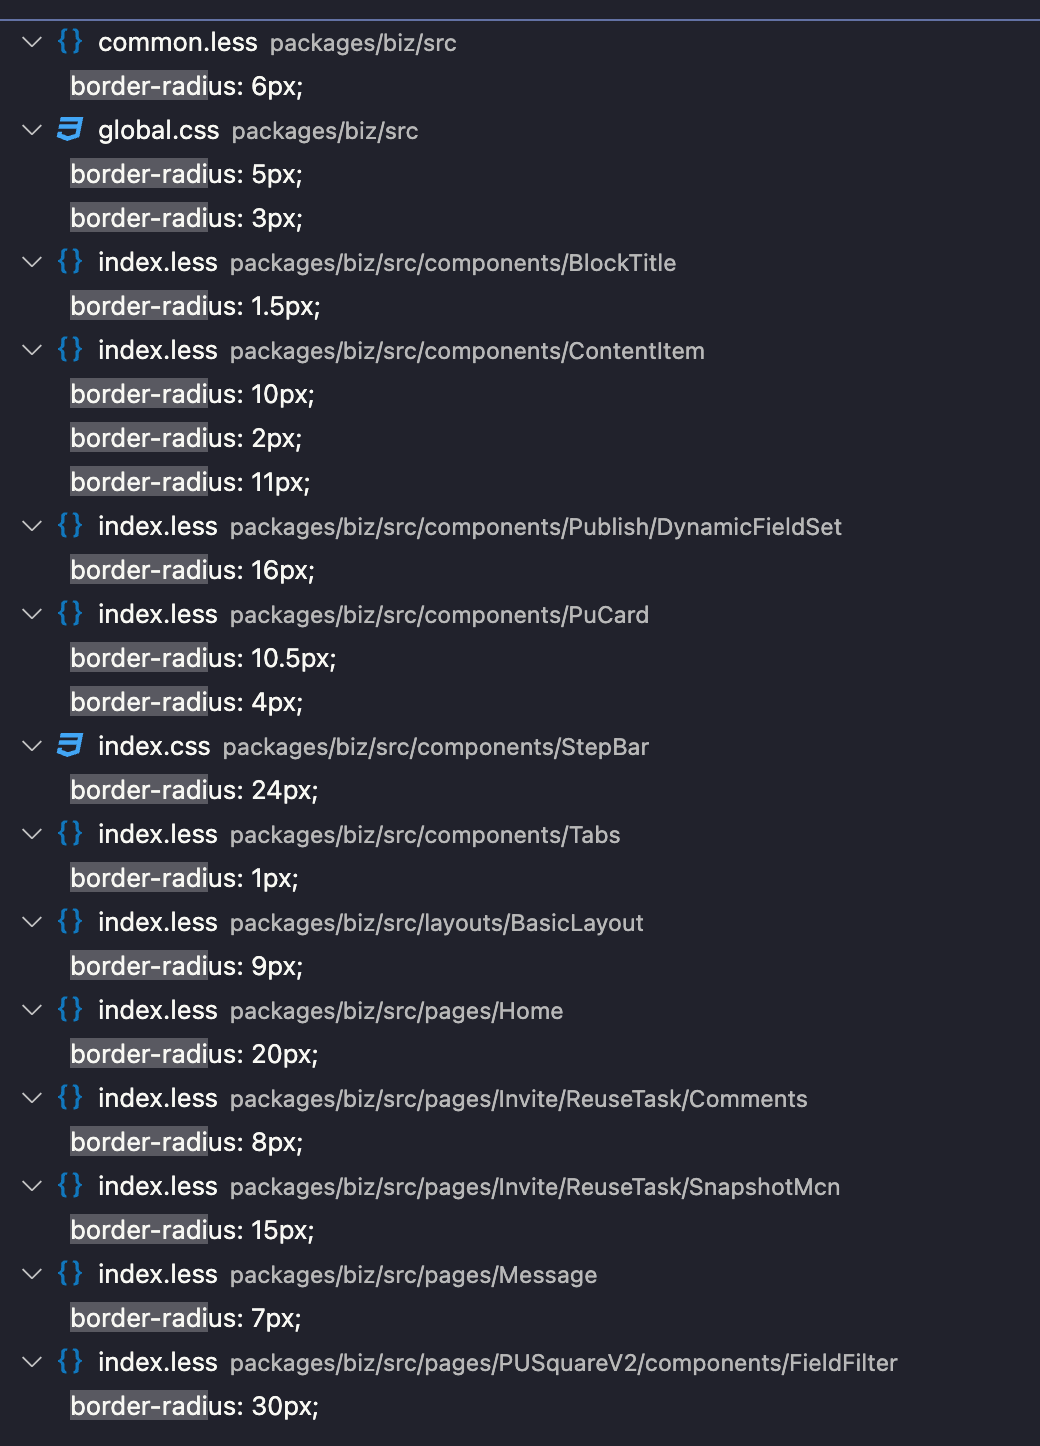 common.less packages/biz/src
border-radius: 6px;
global.css packages/biz/src
border-radius: 5px;
border-radius: 3px;
index.less packages/biz/src/components/BlockTitle
border-radius: 1.5px;
index.less packages/biz/src/components/ContentItem
border-radius: 10px;
border-radius: 2px;
border-radius: 11px;
index.less packages/biz/src/components/Publish/DynamicFieldSet
border-radius: 16px;
index.less packages/biz/src/components/PuCard
border-radius: 10.5px;
border-radius: 4px;
index.css packages/biz/src/components/StepBar
border-radius: 24px;
index.less packages/biz/src/components/Tabs
border-radius: 1px;
index.less packages/biz/src/layouts/BasicLayout
border-radius: 9px;
index.less packages/biz/src/pages/Home
border-radius: 20px;
index.less packages/biz/src/pages/Invite/ReuseTask/Comments
border-radius: 8px;
index.less packages/biz/src/pages/Invite/ReuseTask/SnapshotMcn
border-radius: 15px;
index.less packages/biz/src/pages/Message
border-radius: 7px;
index.less packages/biz/src/pages/PUSquareV2/components/FieldFilter
border-radius: 30px;